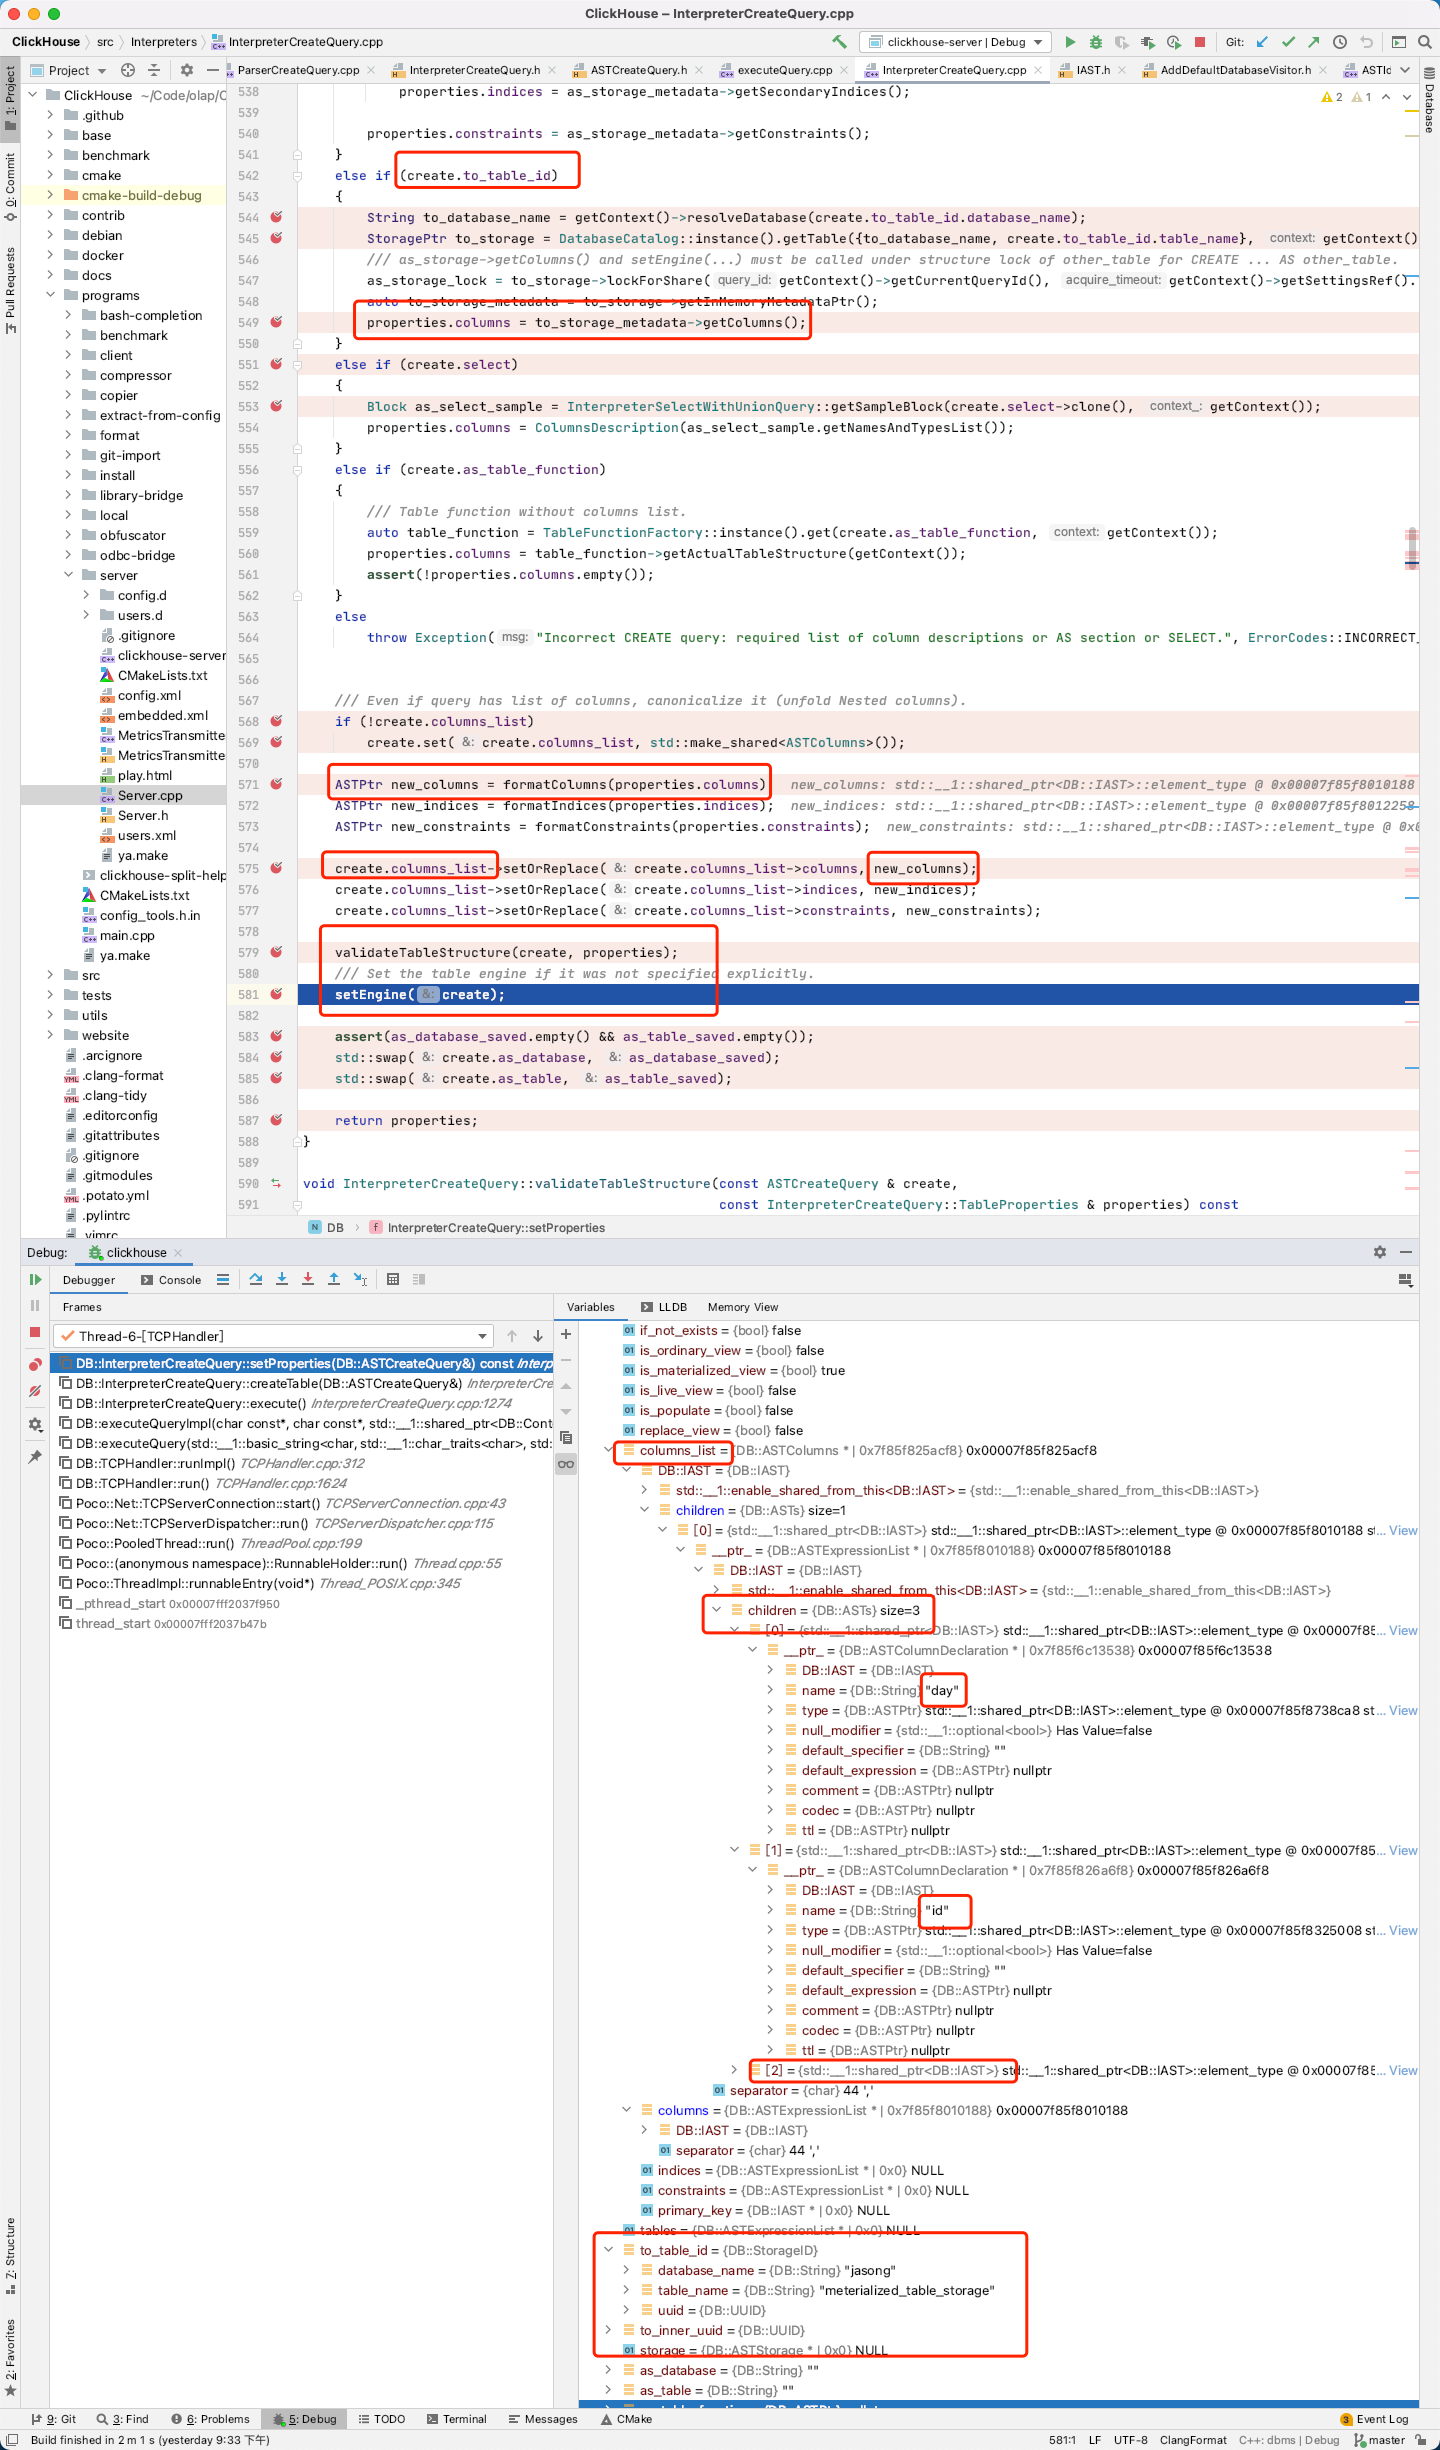 ClickHouse – InterpreterCreateQuery.cpp
ClickHouse src Interpreters InterpreterCreateQuery.cpp
clickhouse-server | Debug
Git:
Project
ParserCreateQuery.cpp
InterpreterCreateQuery.h
ASTCreateQuery.h
executeQuery.cpp
InterpreterCreateQuery.cpp
IAST.h
AddDefaultDatabaseVisitor.h
1: Project
0: Commit
Pull Requests
Z: Structure
2: Favorites
Database
ClickHouse ~/Code/olap/C
.github
base
benchmark
cmake
cmake-build-debug
contrib
debian
docker
docs
programs
bash-completion
benchmark
client
compressor
copier
extract-from-config
format
git-import
install
library-bridge
local
obfuscator
odbc-bridge
server
config.d
users.d
.gitignore
clickhouse-server
CMakeLists.txt
config.xml
embedded.xml
MetricsTransmitte
MetricsTransmitte
play.html
Server.cpp
Server.h
users.xml
ya.make
clickhouse-split-help
CMakeLists.txt
config_tools.h.in
main.cpp
ya.make
src
tests
utils
website
.arcignore
.clang-format
.clang-tidy
.editorconfig
.gitattributes
.gitignore
.gitmodules
.potato.yml
.pylintrc
.vimrc
2 1
538 properties.indices = as_storage_metadata->getSecondaryIndices();
539
540 properties.constraints = as_storage_metadata->getConstraints();
541 }
542 else if (create.to_table_id)
543 {
544 String to_database_name = getContext()->resolveDatabase(create.to_table_id.database_name);
545 StoragePtr to_storage = DatabaseCatalog::instance().getTable({to_database_name, create.to_table_id.table_name}, context: getContext()
546 /// as_storage->getColumns() and setEngine(...) must be called under structure lock of other_table for CREATE ... AS other_table.
547 as_storage_lock = to_storage->lockForShare( query_id: getContext()->getCurrentQueryId(), acquire_timeout: getContext()->getSettingsRef().
548 auto to_storage_metadata = to_storage->getInMemoryMetadataPtr();
549 properties.columns = to_storage_metadata->getColumns();
550 }
551 else if (create.select)
552 {
553 Block as_select_sample = InterpreterSelectWithUnionQuery::getSampleBlock(create.select->clone(), context_: getContext());
554 properties.columns = ColumnsDescription(as_select_sample.getNamesAndTypesList());
555 }
556 else if (create.as_table_function)
557 {
558 /// Table function without columns list.
559 auto table_function = TableFunctionFactory::instance().get(create.as_table_function, context: getContext());
560 properties.columns = table_function->getActualTableStructure(getContext());
561 assert(!properties.columns.empty());
562 }
563 else
564 throw Exception( msg: "Incorrect CREATE query: required list of column descriptions or AS section or SELECT.", ErrorCodes::INCORRECT_
565
566
567 /// Even if query has list of columns, canonicalize it (unfold Nested columns).
568 if (!create.columns_list)
569 create.set( &: create.columns_list, std::make_shared<ASTColumns>());
570
571 ASTPtr new_columns = formatColumns(properties.columns) new_columns: std::__1::shared_ptr<DB::IAST>::element_type @ 0x00007f85f8010188
572 ASTPtr new_indices = formatIndices(properties.indices); new_indices: std::__1::shared_ptr<DB::IAST>::element_type @ 0x00007f85f8012258
573 ASTPtr new_constraints = formatConstraints(properties.constraints); new_constraints: std::__1::shared_ptr<DB::IAST>::element_type @ 0x0
574
575 create.columns_list->setOrReplace( &: create.columns_list->columns, new_columns);
576 create.columns_list->setOrReplace( &: create.columns_list->indices, new_indices);
577 create.columns_list->setOrReplace( &: create.columns_list->constraints, new_constraints);
578
579 validateTableStructure(create, properties);
580 /// Set the table engine if it was not specified explicitly.
581 setEngine( &: create);
582
583 assert(as_database_saved.empty() && as_table_saved.empty());
584 std::swap( &: create.as_database, &: as_database_saved);
585 std::swap( &: create.as_table, &: as_table_saved);
586
587 return properties;
588 }
589
590 void InterpreterCreateQuery::validateTableStructure(const ASTCreateQuery & create,
591 const InterpreterCreateQuery::TableProperties & properties) const
N DB f InterpreterCreateQuery::setProperties
Debug: clickhouse
Debugger Console
Frames
Thread-6-[TCPHandler]
DB::InterpreterCreateQuery::setProperties(DB::ASTCreateQuery&) const Interp
DB::InterpreterCreateQuery::createTable(DB::ASTCreateQuery&) InterpreterCre
DB::InterpreterCreateQuery::execute() InterpreterCreateQuery.cpp:1274
DB::executeQueryImpl(char const*, char const*, std::__1::shared_ptr<DB::Cont
DB::executeQuery(std::__1::basic_string<char, std::__1::char_traits<char>, std:
DB::TCPHandler::runImpl() TCPHandler.cpp:312
DB::TCPHandler::run() TCPHandler.cpp:1624
Poco::Net::TCPServerConnection::start() TCPServerConnection.cpp:43
Poco::Net::TCPServerDispatcher::run() TCPServerDispatcher.cpp:115
Poco::PooledThread::run() ThreadPool.cpp:199
Poco::(anonymous namespace)::RunnableHolder::run() Thread.cpp:55
Poco::ThreadImpl::runnableEntry(void*) Thread_POSIX.cpp:345
_pthread_start 0x00007fff2037f950
thread_start 0x00007fff2037b47b
Variables LLDB Memory View
if_not_exists = {bool} false
is_ordinary_view = {bool} false
is_materialized_view = {bool} true
is_live_view = {bool} false
is_populate = {bool} false
replace_view = {bool} false
columns_list = {DB::ASTColumns * | 0x7f85f825acf8} 0x00007f85f825acf8
DB::IAST = {DB::IAST}
std::__1::enable_shared_from_this<DB::IAST> = {std::__1::enable_shared_from_this<DB::IAST>}
children = {DB::ASTs} size=1
[0] = {std::__1::shared_ptr<DB::IAST>} std::__1::shared_ptr<DB::IAST>::element_type @ 0x00007f85f8010188 st... View
__ptr_ = {DB::ASTExpressionList * | 0x7f85f8010188} 0x00007f85f8010188
DB::IAST = {DB::IAST}
std::__1::enable_shared_from_this<DB::IAST> = {std::__1::enable_shared_from_this<DB::IAST>}
children = {DB::ASTs} size=3
[0] = {std::__1::shared_ptr<DB::IAST>} std::__1::shared_ptr<DB::IAST>::element_type @ 0x00007f85... View
__ptr_ = {DB::ASTColumnDeclaration * | 0x7f85f6c13538} 0x00007f85f6c13538
DB::IAST = {DB::IAST}
name = {DB::String} "day"
type = {DB::ASTPtr} std::__1::shared_ptr<DB::IAST>::element_type @ 0x00007f85f8738ca8 st... View
null_modifier = {std::__1::optional<bool>} Has Value=false
default_specifier = {DB::String} ""
default_expression = {DB::ASTPtr} nullptr
comment = {DB::ASTPtr} nullptr
codec = {DB::ASTPtr} nullptr
ttl = {DB::ASTPtr} nullptr
[1] = {std::__1::shared_ptr<DB::IAST>} std::__1::shared_ptr<DB::IAST>::element_type @ 0x00007f85... View
__ptr_ = {DB::ASTColumnDeclaration * | 0x7f85f826a6f8} 0x00007f85f826a6f8
DB::IAST = {DB::IAST}
name = {DB::String} "id"
type = {DB::ASTPtr} std::__1::shared_ptr<DB::IAST>::element_type @ 0x00007f85f8325008 st... View
null_modifier = {std::__1::optional<bool>} Has Value=false
default_specifier = {DB::String} ""
default_expression = {DB::ASTPtr} nullptr
comment = {DB::ASTPtr} nullptr
codec = {DB::ASTPtr} nullptr
ttl = {DB::ASTPtr} nullptr
[2] = {std::__1::shared_ptr<DB::IAST>} std::__1::shared_ptr<DB::IAST>::element_type @ 0x00007f85... View
separator = {char} 44 ','
columns = {DB::ASTExpressionList * | 0x7f85f8010188} 0x00007f85f8010188
DB::IAST = {DB::IAST}
separator = {char} 44 ','
indices = {DB::ASTExpressionList * | 0x0} NULL
constraints = {DB::ASTExpressionList * | 0x0} NULL
primary_key = {DB::IAST * | 0x0} NULL
tables = {DB::ASTExpressionList * | 0x0} NULL
to_table_id = {DB::StorageID}
database_name = {DB::String} "jasong"
table_name = {DB::String} "meterialized_table_storage"
uuid = {DB::UUID}
to_inner_uuid = {DB::UUID}
storage = {DB::ASTStorage * | 0x0} NULL
as_database = {DB::String} ""
as_table = {DB::String} ""
9: Git 3: Find 6: Problems 5: Debug TODO Terminal Messages CMake 3 Event Log
Build finished in 2 m 1 s (yesterday 9:33 下午) 581:1 LF UTF-8 ClangFormat C++: dbms | Debug master